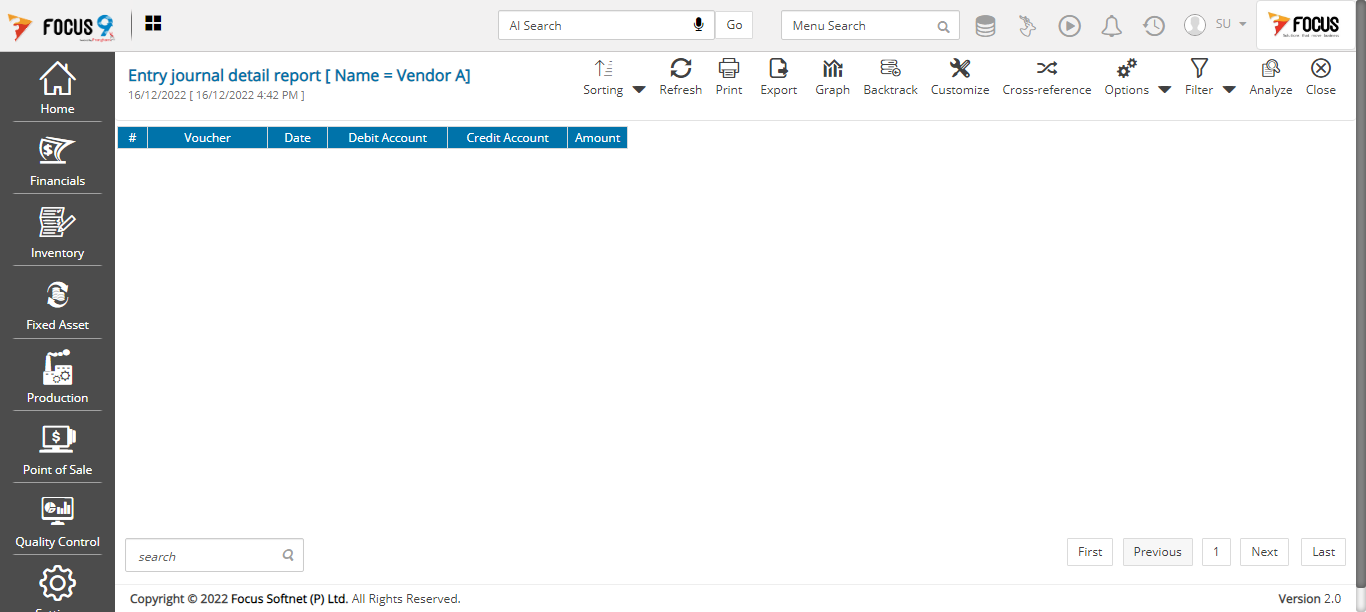 FOCUS 9
AI Search
Go
Menu Search
SU
FOCUS
Home
Financials
Inventory
Fixed Asset
Production
Point of Sale
Quality Control
Entry journal detail report [ Name = Vendor A]
16/12/2022 [ 16/12/2022 4:42 PM ]
Sorting Refresh Print Export Graph Backtrack Customize Cross-reference Options Filter Analyze Close
# Voucher Date Debit Account Credit Account Amount
search
First Previous 1 Next Last
Copyright © 2022 Focus Softnet (P) Ltd. All Rights Reserved.
Version 2.0